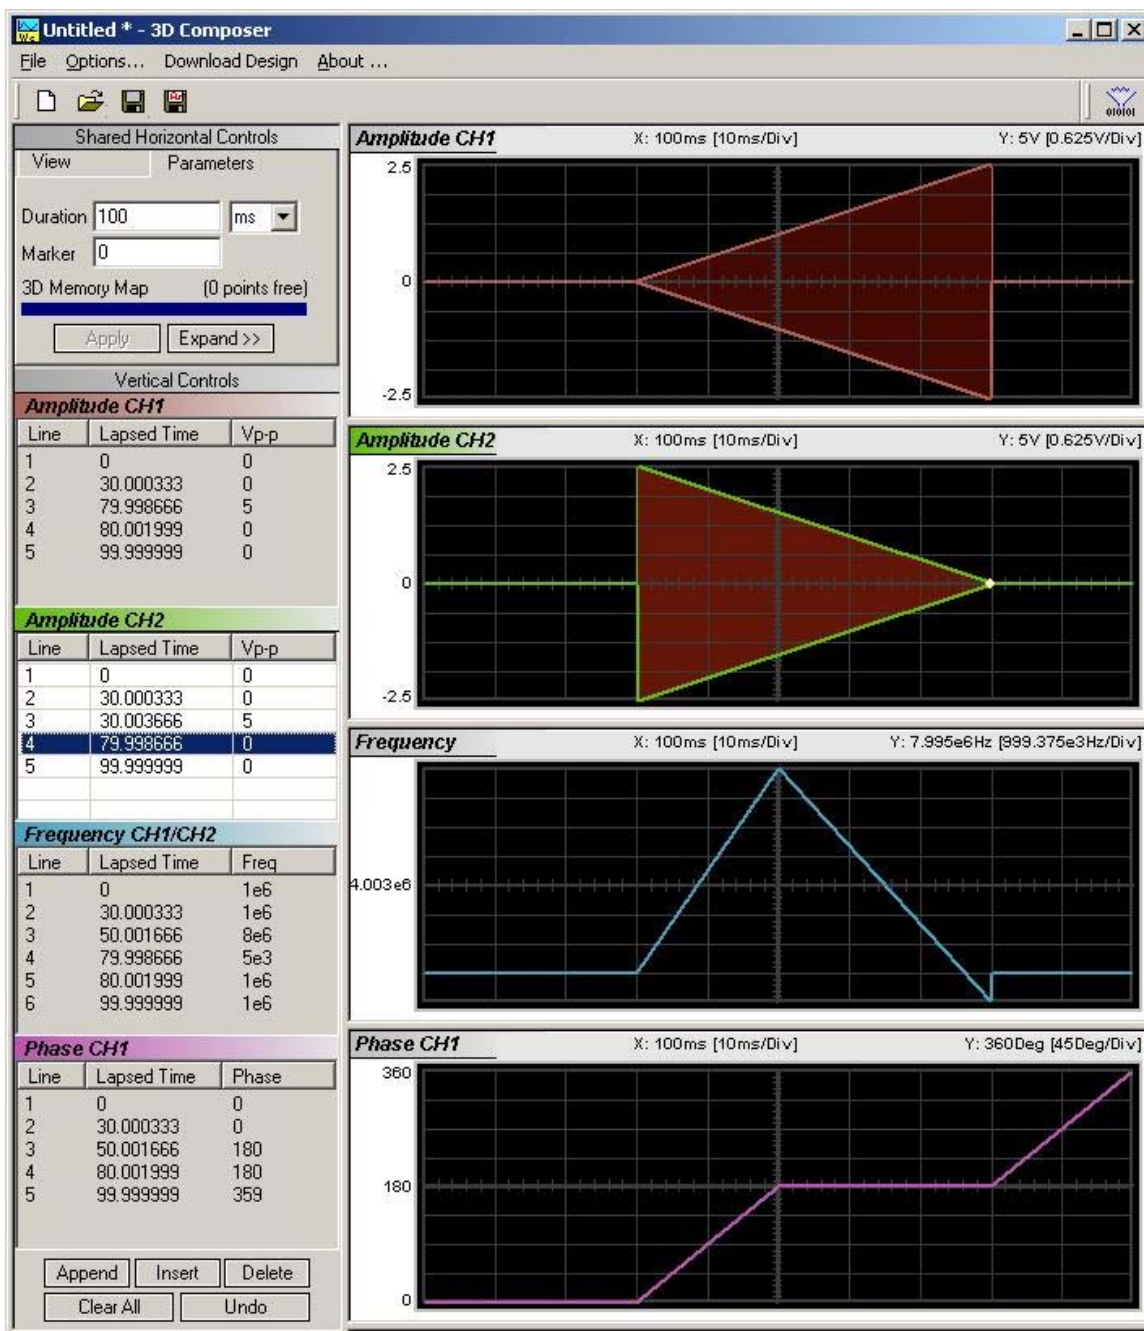 Untitled * - 3D Composer
File Options... Download Design About ...
010101
Shared Horizontal Controls
View Parameters
Duration 100 ms
Marker 0
3D Memory Map (0 points free)
Apply Expand >>
Vertical Controls
Amplitude CH1
Line Lapsed Time Vp-p
1 0 0
2 30.000333 0
3 79.998666 5
4 80.001999 0
5 99.999999 0
Amplitude CH2
Line Lapsed Time Vp-p
1 0 0
2 30.000333 0
3 30.003666 5
4 79.998666 0
5 99.999999 0
Frequency CH1/CH2
Line Lapsed Time Freq
1 0 1e6
2 30.000333 1e6
3 50.001666 8e6
4 79.998666 5e3
5 80.001999 1e6
6 99.999999 1e6
Phase CH1
Line Lapsed Time Phase
1 0 0
2 30.000333 0
3 50.001666 180
4 80.001999 180
5 99.999999 359
Append Insert Delete
Clear All Undo
Amplitude CH1 X: 100ms [10ms/Div] Y: 5V [0.625V/Div]
2.5
0
-2.5
Amplitude CH2 X: 100ms [10ms/Div] Y: 5V [0.625V/Div]
2.5
0
-2.5
Frequency X: 100ms [10ms/Div] Y: 7.995e6Hz [999.375e3Hz/Div]
4.003e6
Phase CH1 X: 100ms [10ms/Div] Y: 360Deg [45Deg/Div]
360
180
0